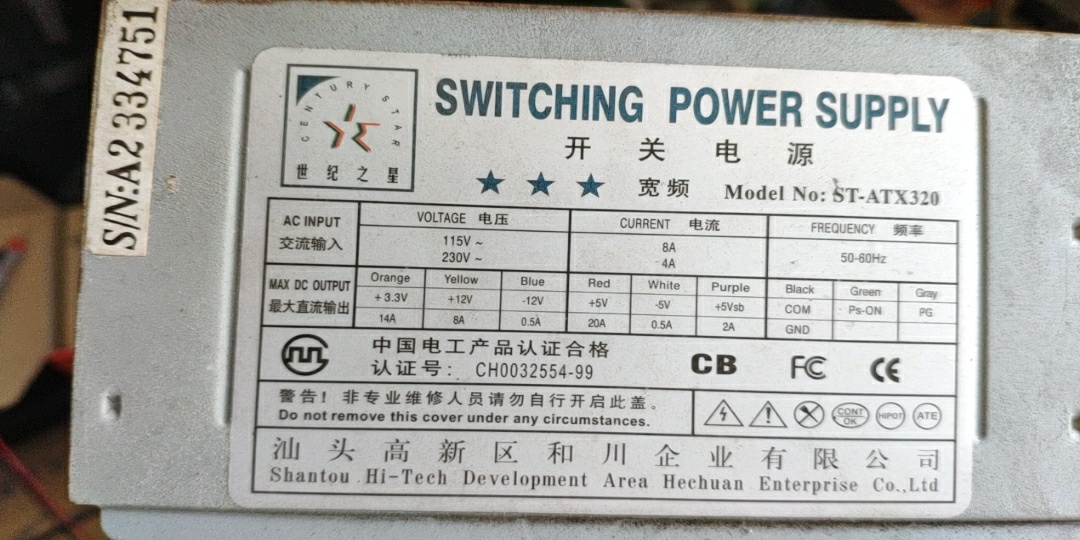 S/N:A2334751
CENTURY STAR
世纪之星
SWITCHING POWER SUPPLY
开关电源
宽频 Model No: ST-ATX320
AC INPUT 交流输入 VOLTAGE 电压 CURRENT 电流 FREQUENCY 频率
115V ~ 8A 50-60Hz
230V ~ 4A
MAX DC OUTPUT 最大直流输出 Orange Yellow Blue Red White Purple Black Green Gray
+3.3V +12V -12V +5V -5V +5Vsb COM Ps-ON PG
14A 8A 0.5A 20A 0.5A 2A GND
中国电工产品认证合格
认证号: CH0032554-99
CB FC CE
警告! 非专业维修人员请勿自行开启此盖。
Do not remove this cover under any circumstances.
CONT OK HIPOT ATE
汕头高新区和川企业有限公司
Shantou Hi-Tech Development Area Hechuan Enterprise Co.,Ltd